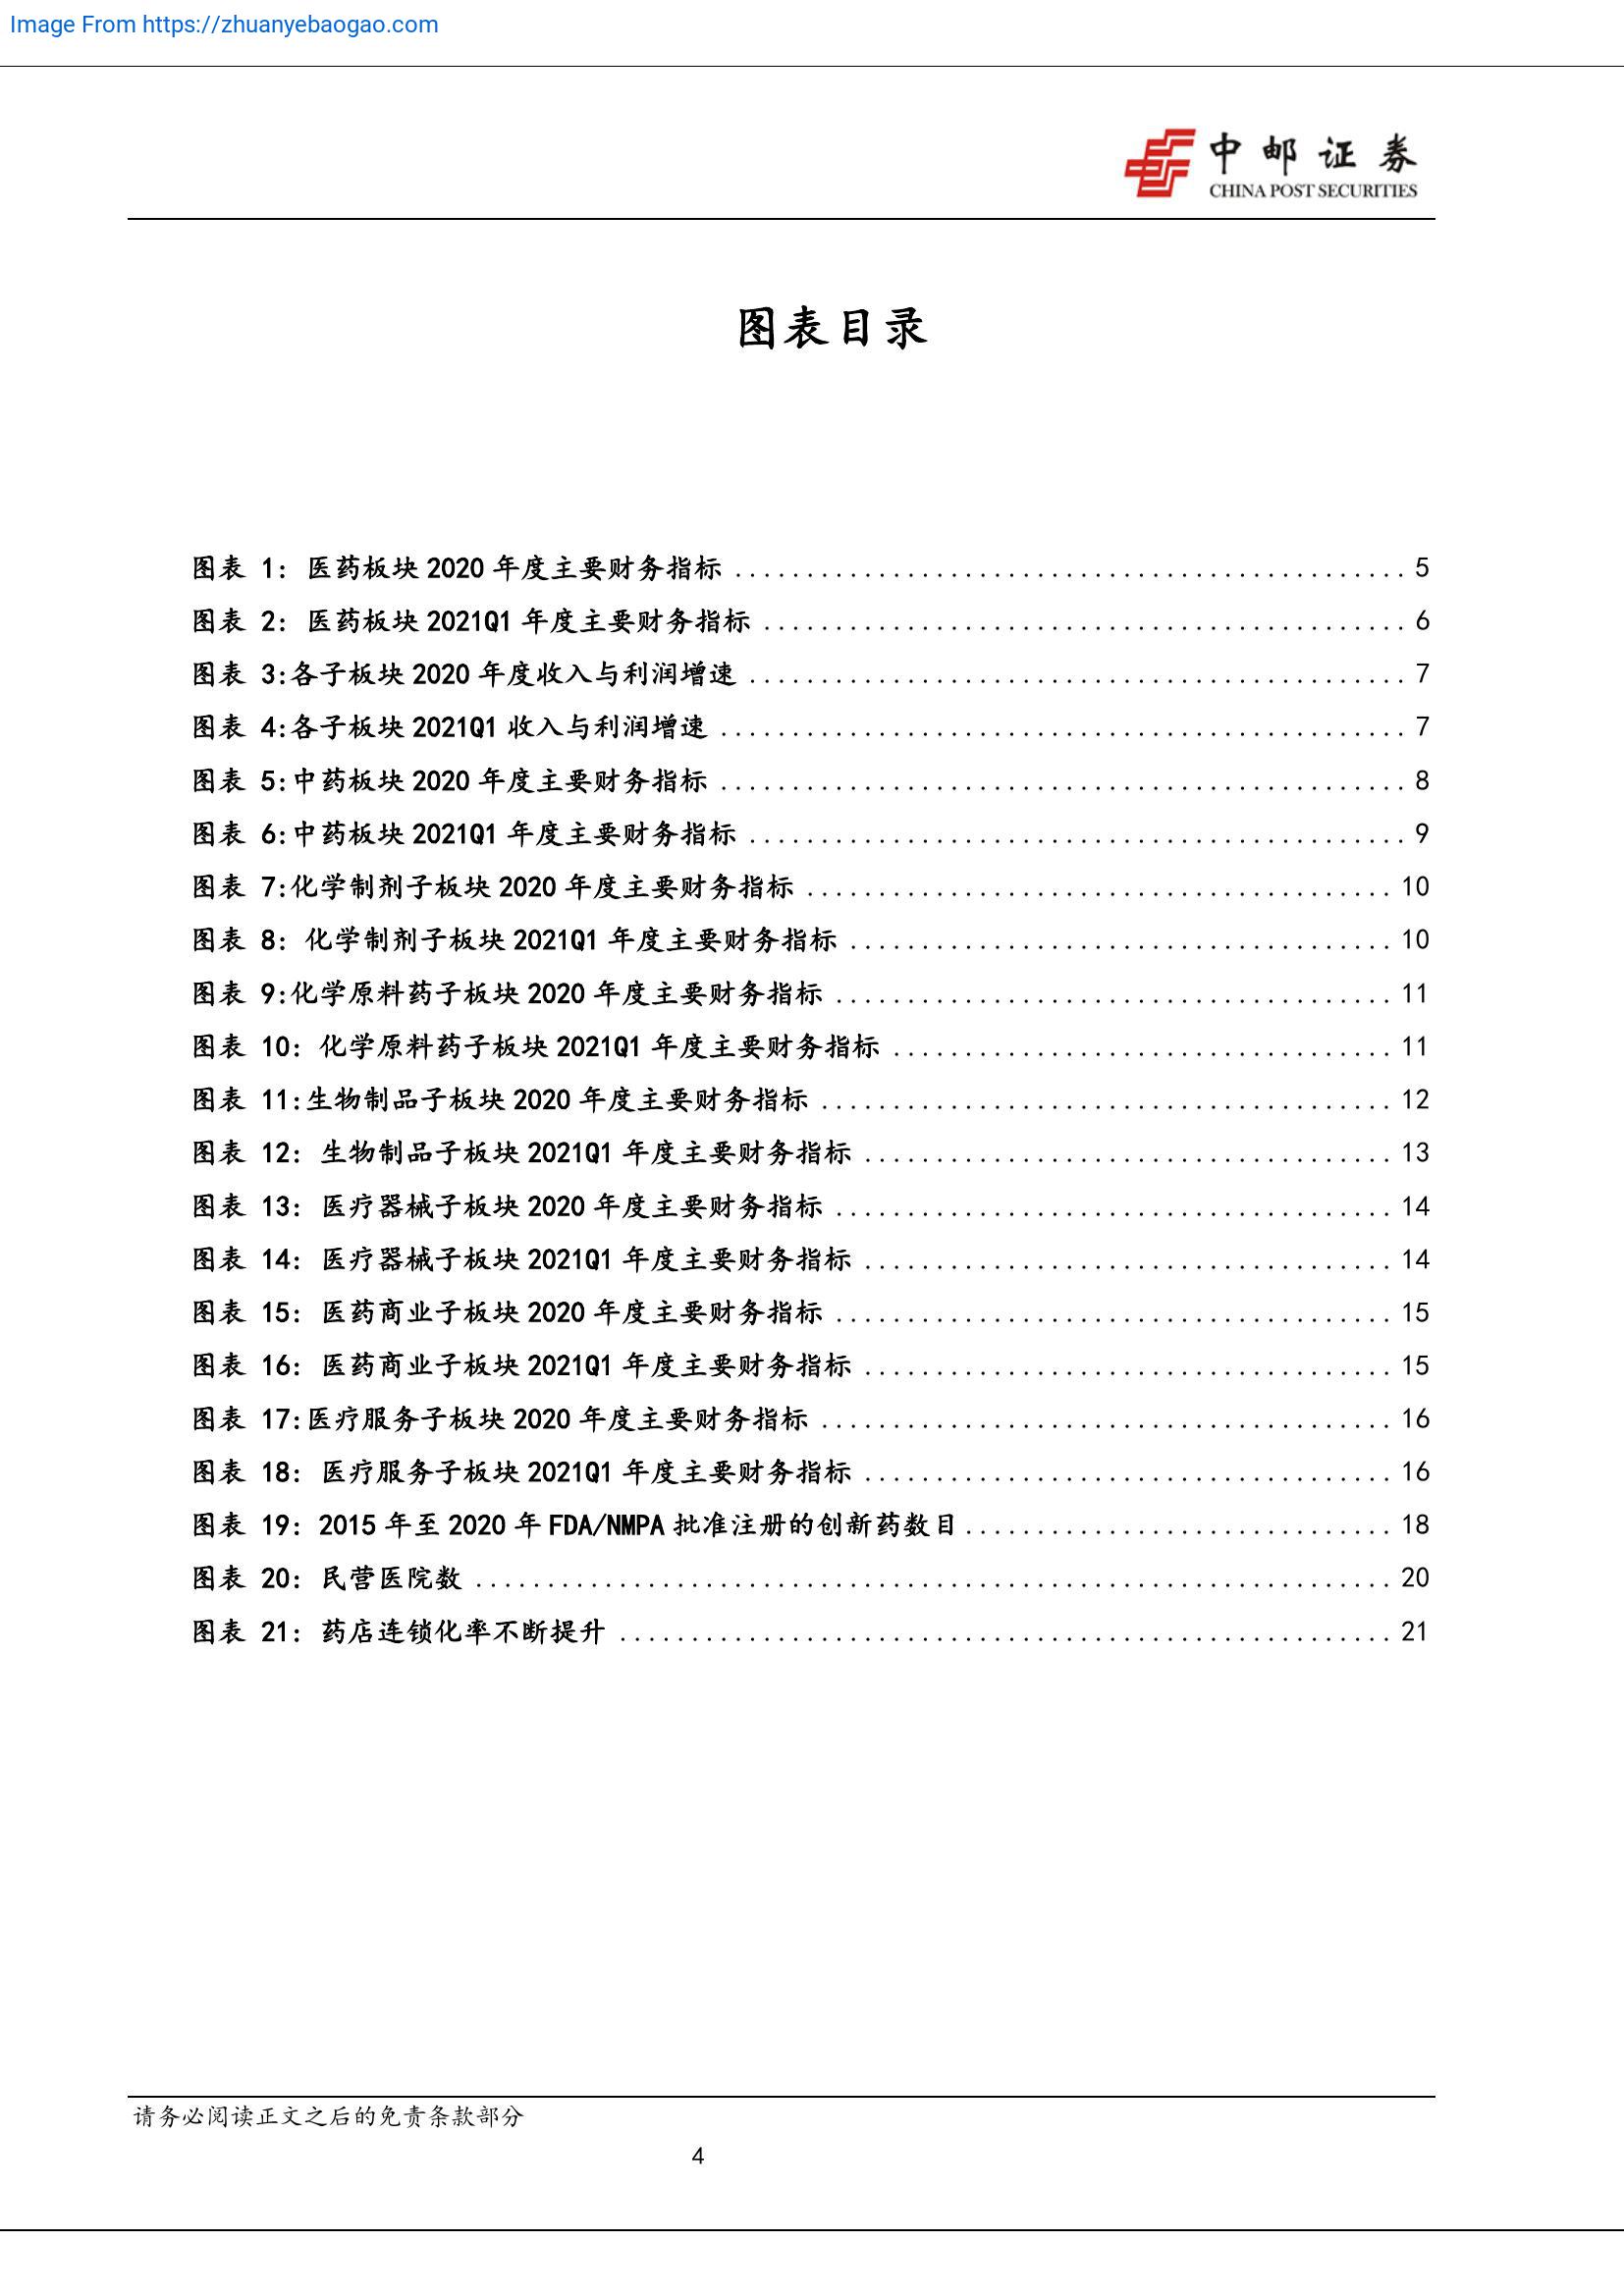 Image From https://zhuanyebaogao.com
中邮证券
CHINA POST SECURITIES
图表目录
图表 1: 医药板块 2020 年度主要财务指标 ............................................... 5
图表 2: 医药板块 2021Q1 年度主要财务指标 ............................................. 6
图表 3:各子板块 2020 年度收入与利润增速 .............................................. 7
图表 4:各子板块 2021Q1 收入与利润增速 ................................................ 7
图表 5:中药板块 2020 年度主要财务指标 ................................................ 8
图表 6:中药板块 2021Q1 年度主要财务指标 .............................................. 9
图表 7:化学制剂子板块 2020 年度主要财务指标 ......................................... 10
图表 8: 化学制剂子板块 2021Q1 年度主要财务指标 ...................................... 10
图表 9:化学原料药子板块 2020 年度主要财务指标 ....................................... 11
图表 10: 化学原料药子板块 2021Q1 年度主要财务指标 ................................... 11
图表 11:生物制品子板块 2020 年度主要财务指标 ........................................ 12
图表 12: 生物制品子板块 2021Q1 年度主要财务指标 ..................................... 13
图表 13: 医疗器械子板块 2020 年度主要财务指标 ....................................... 14
图表 14: 医疗器械子板块 2021Q1 年度主要财务指标 ..................................... 14
图表 15: 医药商业子板块 2020 年度主要财务指标 ....................................... 15
图表 16: 医药商业子板块 2021Q1 年度主要财务指标 ..................................... 15
图表 17:医疗服务子板块 2020 年度主要财务指标 ........................................ 16
图表 18: 医疗服务子板块 2021Q1 年度主要财务指标 ..................................... 16
图表 19: 2015 年至 2020 年 FDA/NMPA 批准注册的创新药数目.............................. 18
图表 20: 民营医院数 ................................................................ 20
图表 21: 药店连锁化率不断提升 ...................................................... 21
请务必阅读正文之后的免责条款部分
4